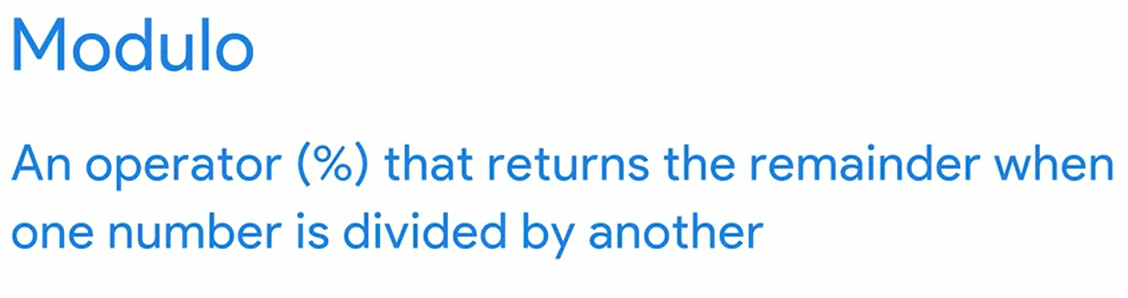 Modulo
An operator (%) that returns the remainder when
one number is divided by another